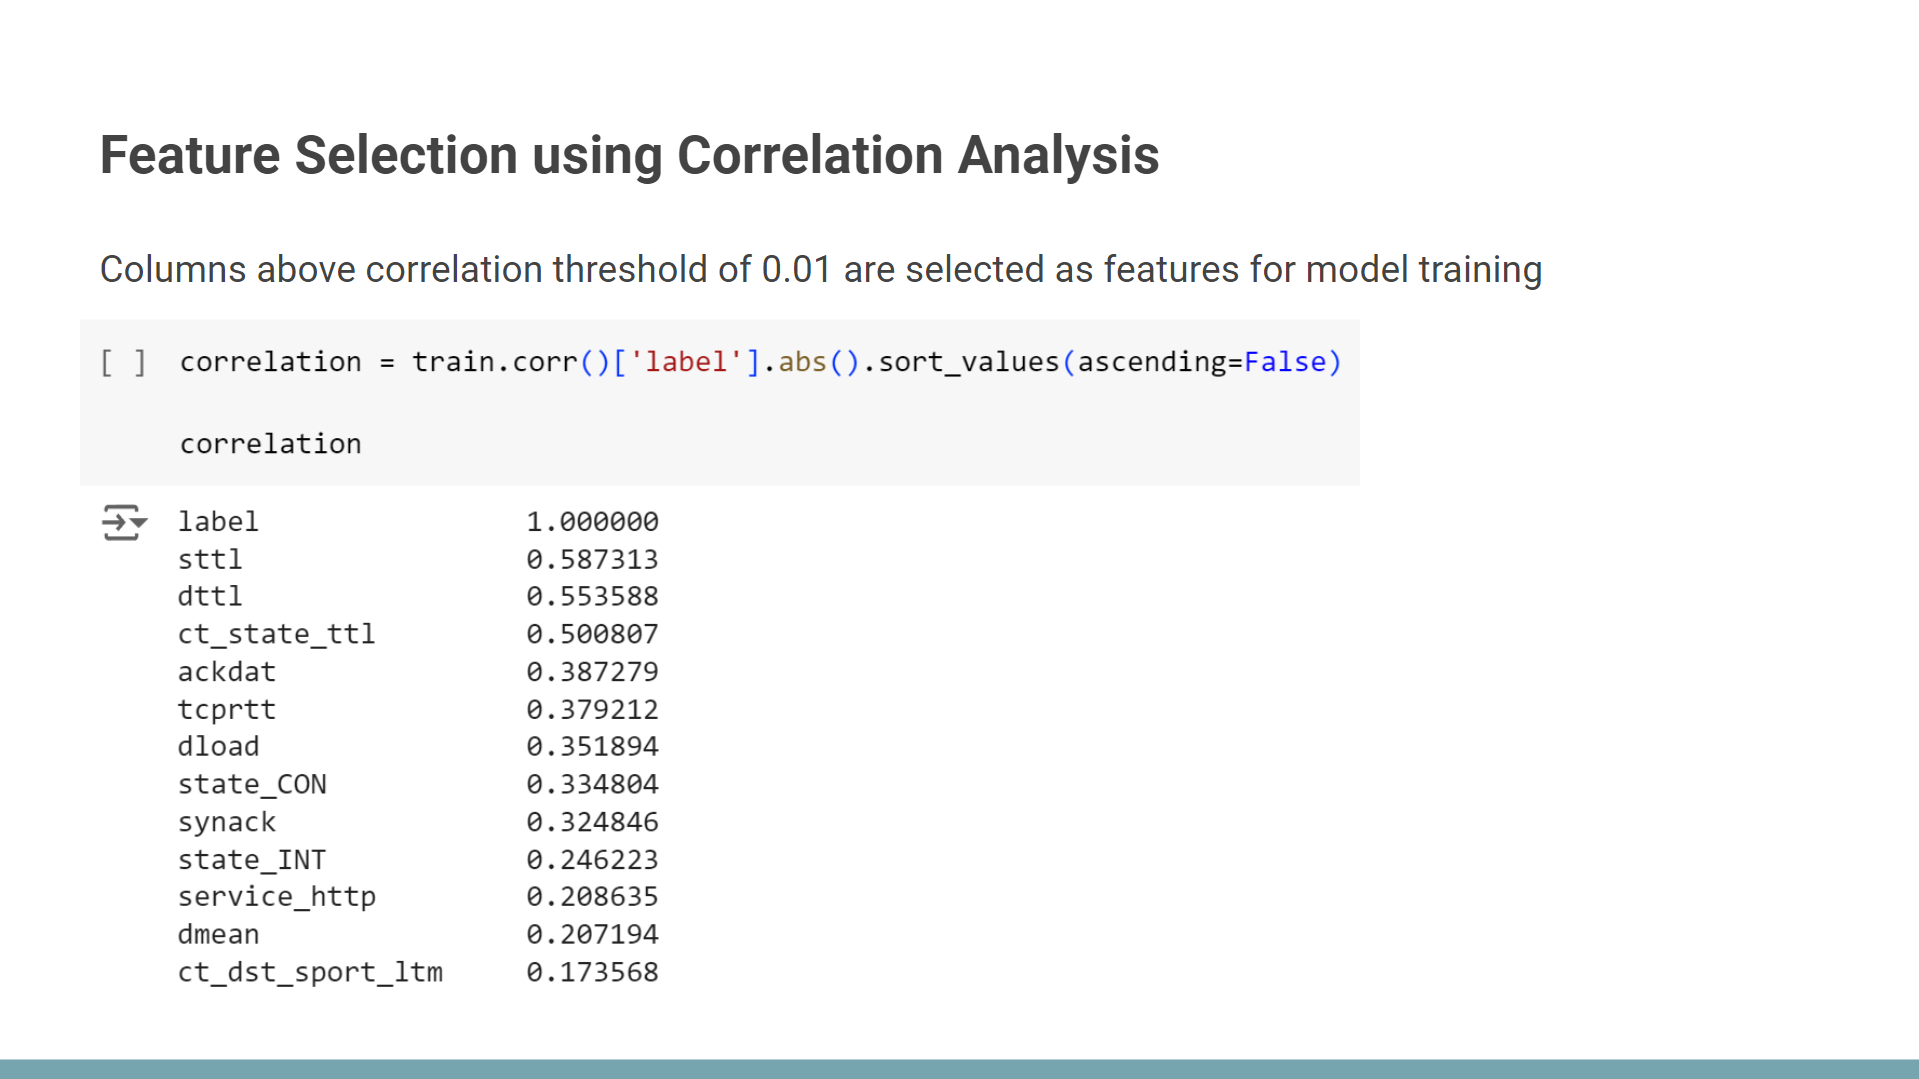 Feature Selection using Correlation Analysis
Columns above correlation threshold of 0.01 are selected as features for model training
[ ] correlation = train.corr()['label'].abs().sort_values(ascending=False)
correlation
label 1.000000
sttl 0.587313
dttl 0.553588
ct_state_ttl 0.500807
ackdat 0.387279
tcprtt 0.379212
dload 0.351894
state_CON 0.334804
synack 0.324846
state_INT 0.246223
service_http 0.208635
dmean 0.207194
ct_dst_sport_ltm 0.173568